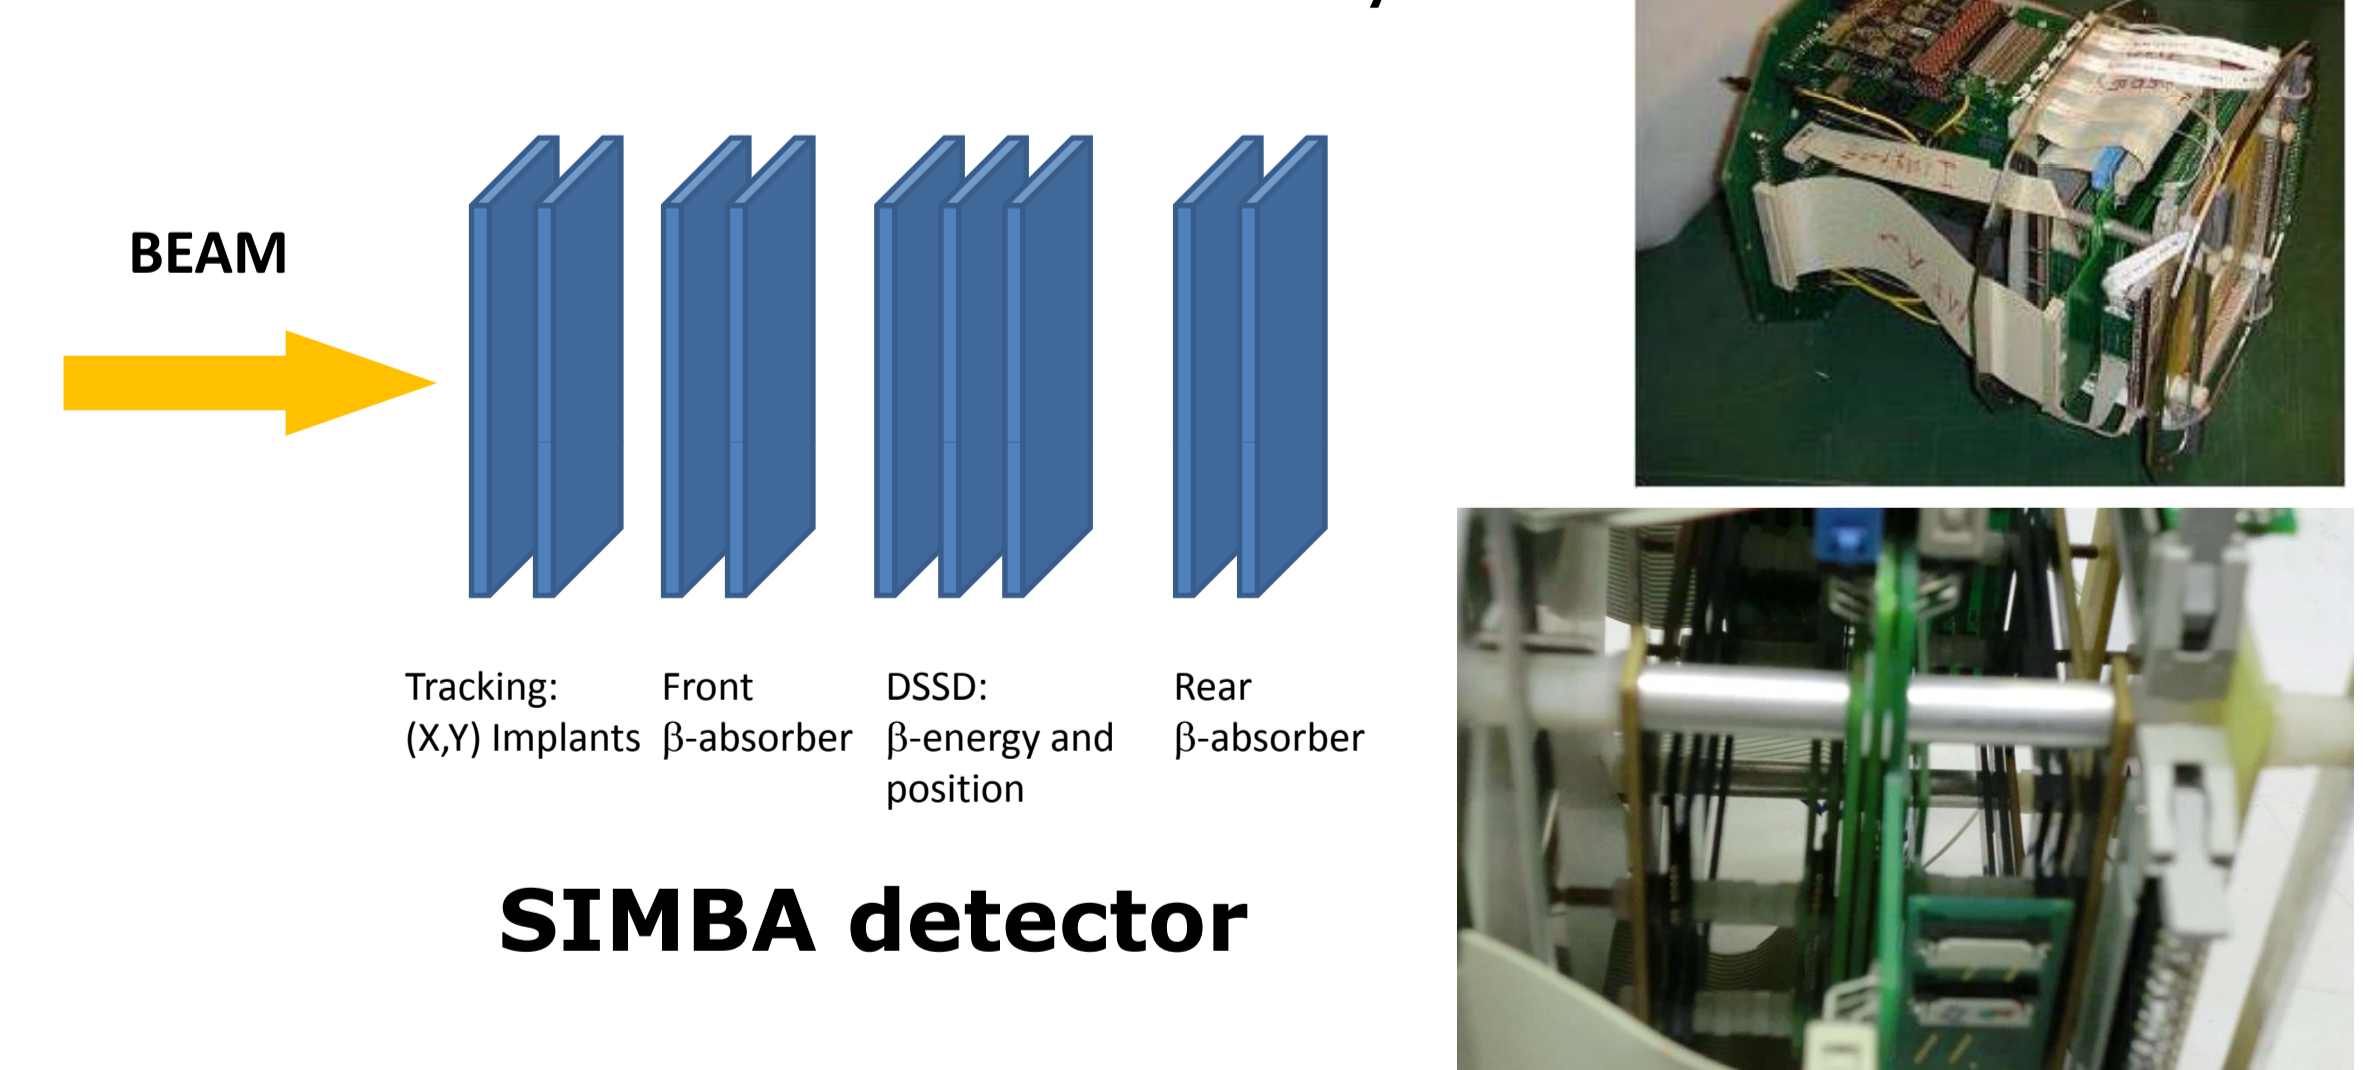 BEAM
Tracking:
(X,Y) Implants
Front
β-absorber
DSSD:
β-energy and
position
Rear
β-absorber
SIMBA detector